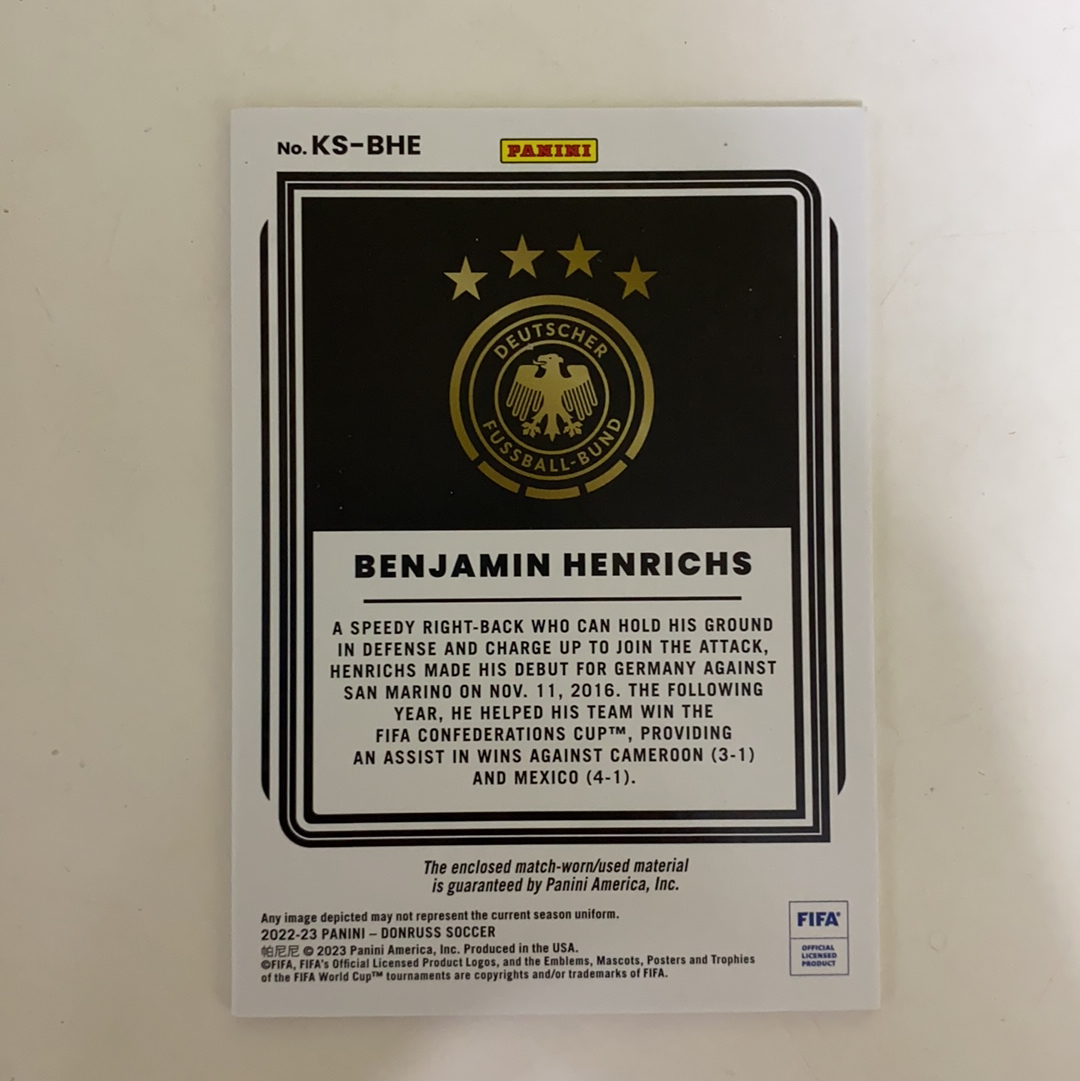 No. KS-BHE
PANINI
DEUTSCHER
FUSSBALL-BUND
BENJAMIN HENRICHS
A SPEEDY RIGHT-BACK WHO CAN HOLD HIS GROUND
IN DEFENSE AND CHARGE UP TO JOIN THE ATTACK,
HENRICHS MADE HIS DEBUT FOR GERMANY AGAINST
SAN MARINO ON NOV. 11, 2016. THE FOLLOWING
YEAR, HE HELPED HIS TEAM WIN THE
FIFA CONFEDERATIONS CUP™, PROVIDING
AN ASSIST IN WINS AGAINST CAMEROON (3-1)
AND MEXICO (4-1).
The enclosed match-worn/used material
is guaranteed by Panini America, Inc.
Any image depicted may not represent the current season uniform.
2022-23 PANINI – DONRUSS SOCCER
帕尼尼 © 2023 Panini America, Inc. Produced in the USA.
©FIFA, FIFA's Official Licensed Product Logos, and the Emblems, Mascots, Posters and Trophies
of the FIFA World Cup™ tournaments are copyrights and/or trademarks of FIFA.
FIFA®
OFFICIAL
LICENSED
PRODUCT